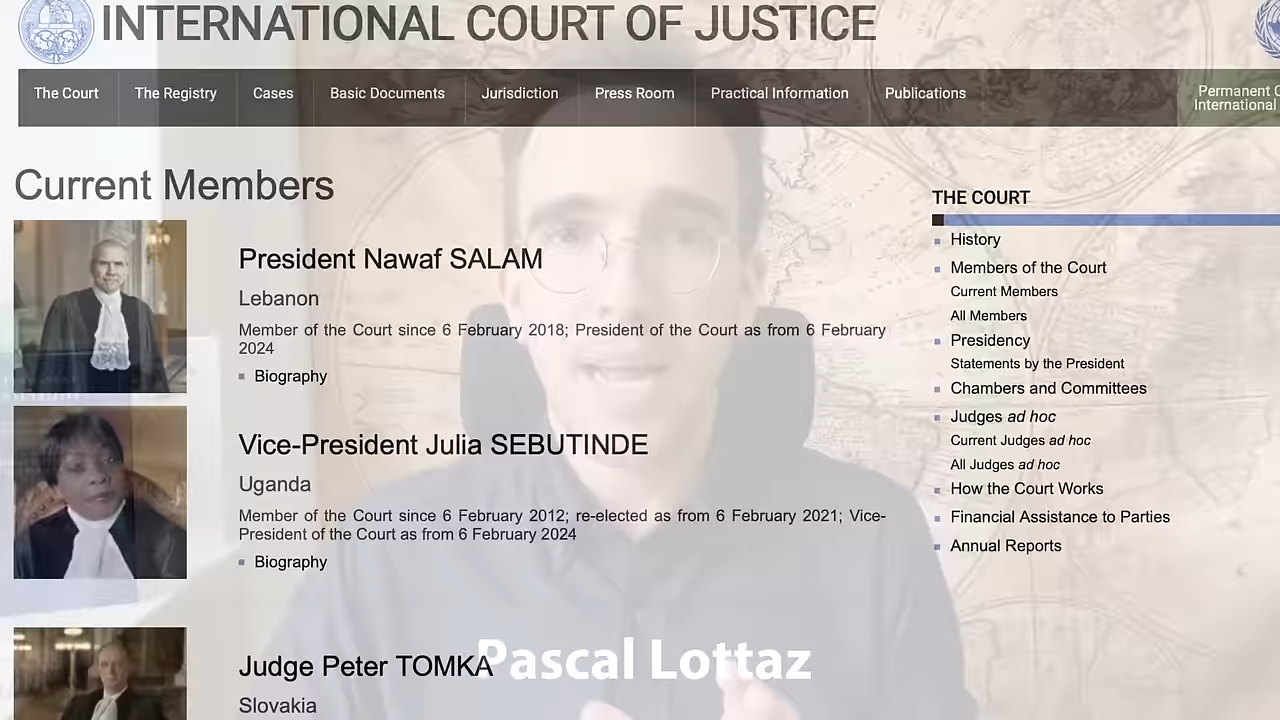 INTERNATIONAL COURT OF JUSTICE
The Court
The Registry
Cases
Basic Documents
Jurisdiction
Press Room
Practical Information
Publications
Permanent
International
Current Members
President Nawaf SALAM
Lebanon
Member of the Court since 6 February 2018; President of the Court as from 6 February
2024
Biography
Vice-President Julia SEBUTINDE
Uganda
Member of the Court since 6 February 2012; re-elected as from 6 February 2021; Vice-
President of the Court as from 6 February 2024
Biography
Judge Peter TOMKA
Slovakia
THE COURT
History
Members of the Court
Current Members
All Members
Presidency
Statements by the President
Chambers and Committees
Judges ad hoc
Current Judges ad hoc
All Judges ad hoc
How the Court Works
Financial Assistance to Parties
Annual Reports
Pascal Lottaz